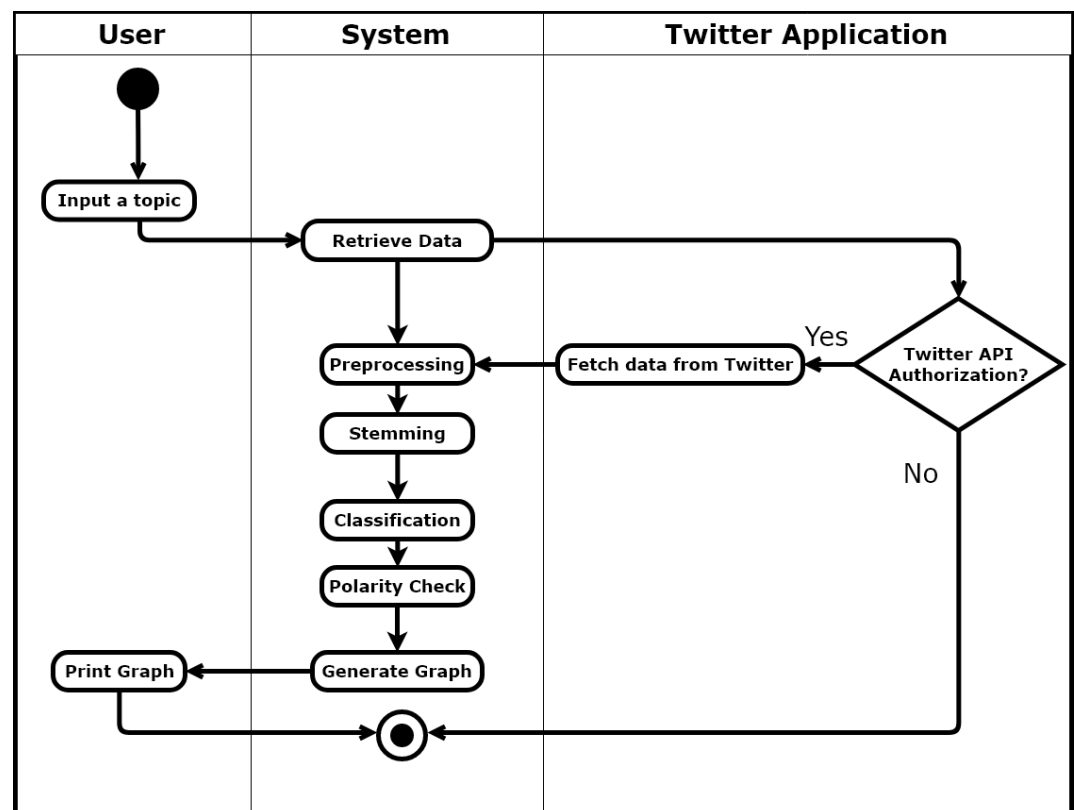 User
System
Twitter Application
Input a topic
Retrieve Data
Yes
Twitter API
Authorization?
Preprocessing
Fetch data from Twitter
Stemming
No
Classification
Polarity Check
Print Graph
Generate Graph